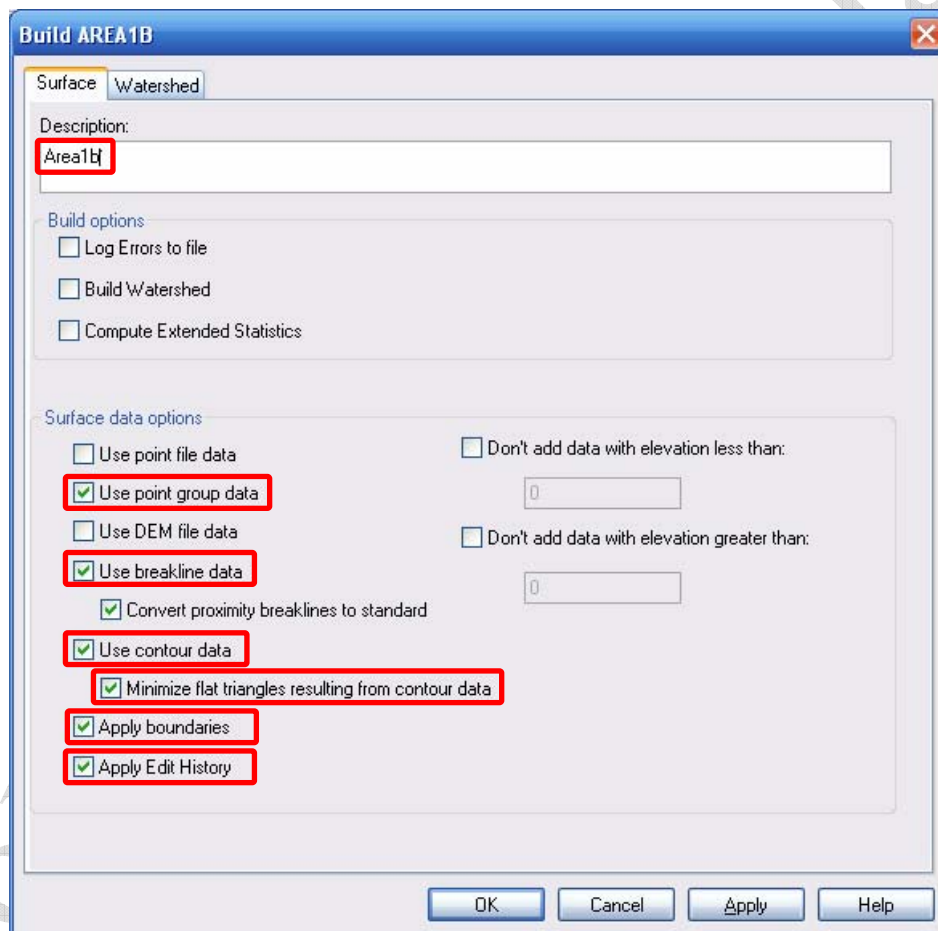 Build AREA1B
Surface Watershed
Description:
Area1b
Build options
Log Errors to file
Build Watershed
Compute Extended Statistics
Surface data options
Use point file data
Use point group data
Use DEM file data
Use breakline data
Convert proximity breaklines to standard
Use contour data
Minimize flat triangles resulting from contour data
Apply boundaries
Apply Edit History
Don't add data with elevation less than:
0
Don't add data with elevation greater than:
0
OK Cancel Apply Help